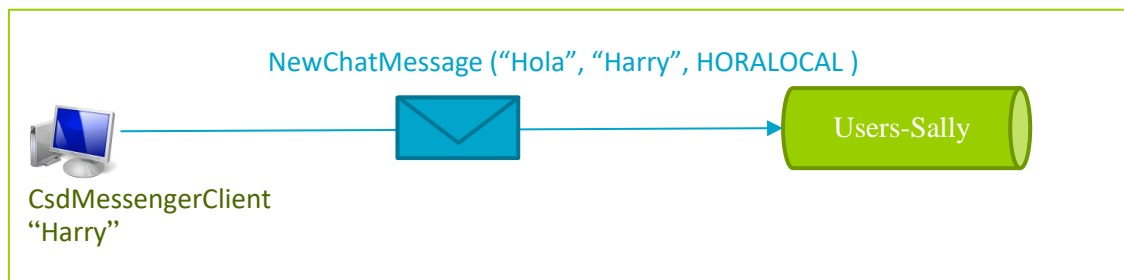 NewChatMessage (“Hola”, “Harry”, HORALOCAL )
Users-Sally
CsdMessengerClient
“Harry”